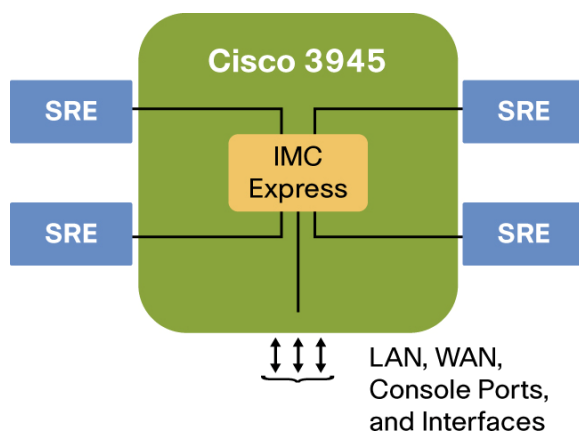 Cisco 3945
SRE
SRE
IMC
Express
SRE
SRE
LAN, WAN,
Console Ports,
and Interfaces